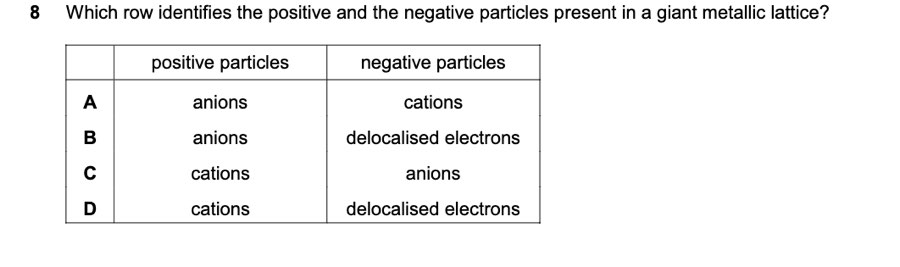 8 Which row identifies the positive and the negative particles present in a giant metallic lattice?
positive particles negative particles
A anions cations
B anions delocalised electrons
C cations anions
D cations delocalised electrons